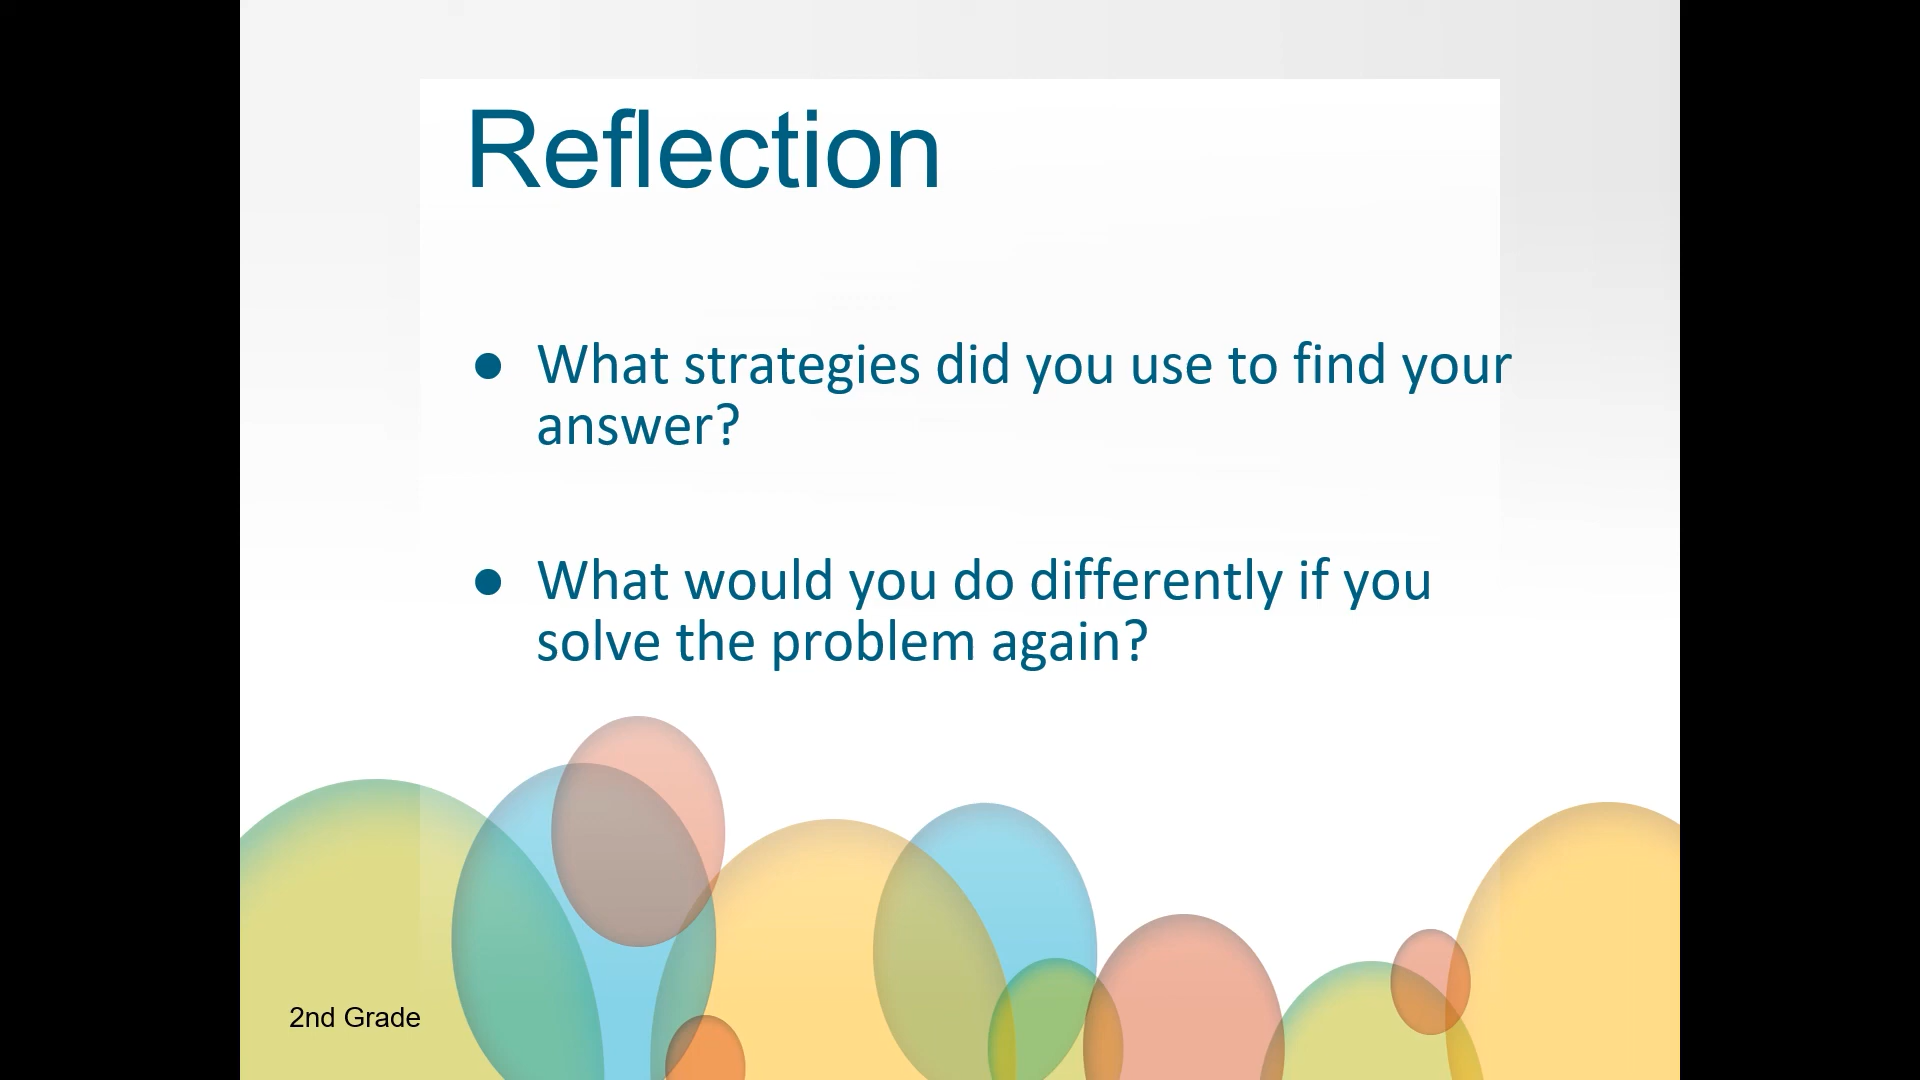 Reflection
● What strategies did you use to find your
answer?
● What would you do differently if you
solve the problem again?
2nd Grade